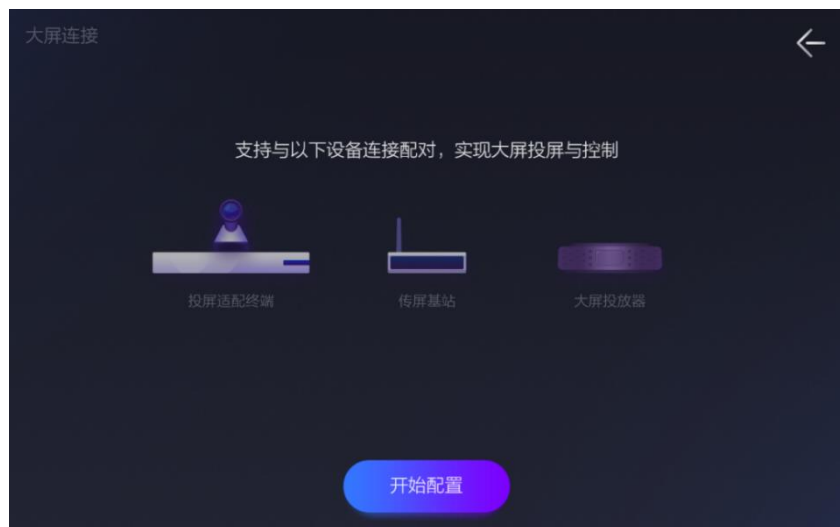 大屏连接
支持与以下设备连接配对，实现大屏投屏与控制
投屏适配终端
传屏基站
大屏投放器
开始配置